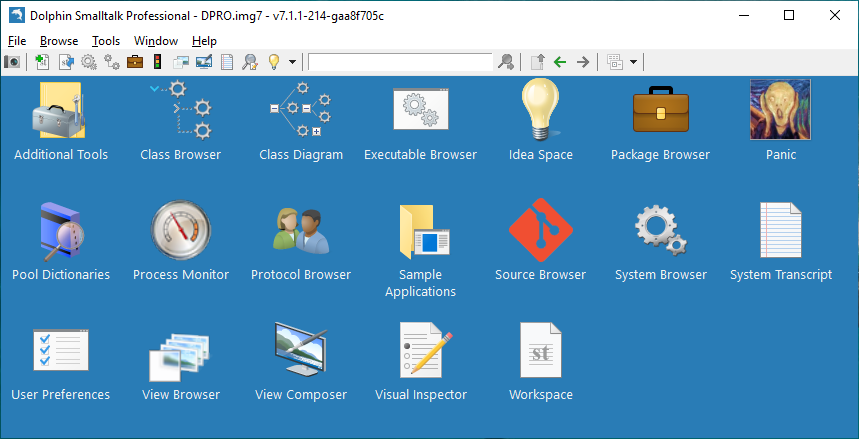 Dolphin Smalltalk Professional - DPRO.img7 - v7.1.1-214-gaa8f705c
File Browse Tools Window Help
Additional Tools Class Browser Class Diagram Executable Browser Idea Space Package Browser Panic
Pool Dictionaries Process Monitor Protocol Browser Sample Applications Source Browser System Browser System Transcript
st
User Preferences View Browser View Composer Visual Inspector Workspace